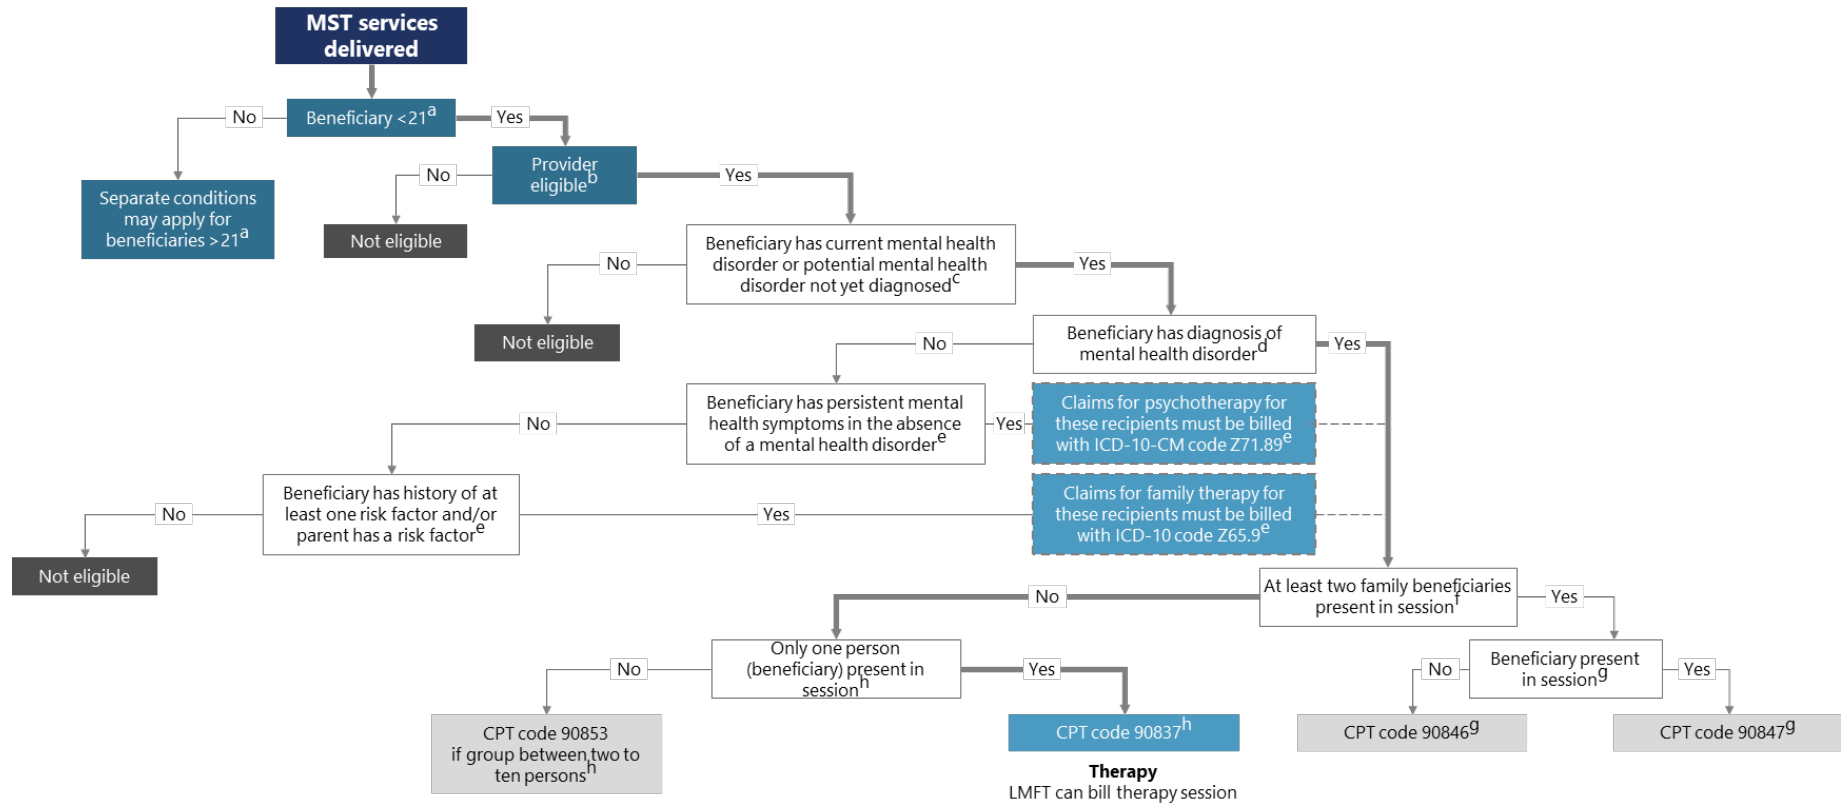 MST services
delivered
No
Beneficiary <21a
Yes
Provider
eligibleb
No
Yes
Separate conditions
may apply for
beneficiaries >21a
Not eligible
Beneficiary has current mental health
disorder or potential mental health
disorder not yet diagnosedc
No
Yes
Not eligible
Beneficiary has diagnosis of
mental health disorderd
No
Yes
Beneficiary has persistent mental
health symptoms in the absence
of a mental health disordere
No
Yes
Claims for psychotherapy for
these recipients must be billed
with ICD-10-CM code Z71.89e
Beneficiary has history of at
least one risk factor and/or
parent has a risk factore
No
Yes
Claims for family therapy for
these recipients must be billed
with ICD-10 code Z65.9e
Not eligible
At least two family beneficiaries
present in sessionf
No
Yes
Only one person
(beneficiary) present in
sessionh
No
Yes
Beneficiary present
in sessiong
No
Yes
CPT code 90853
if group between two to
ten personsh
CPT code 90837h
CPT code 90846g
CPT code 90847g
Therapy
LMFT can bill therapy session